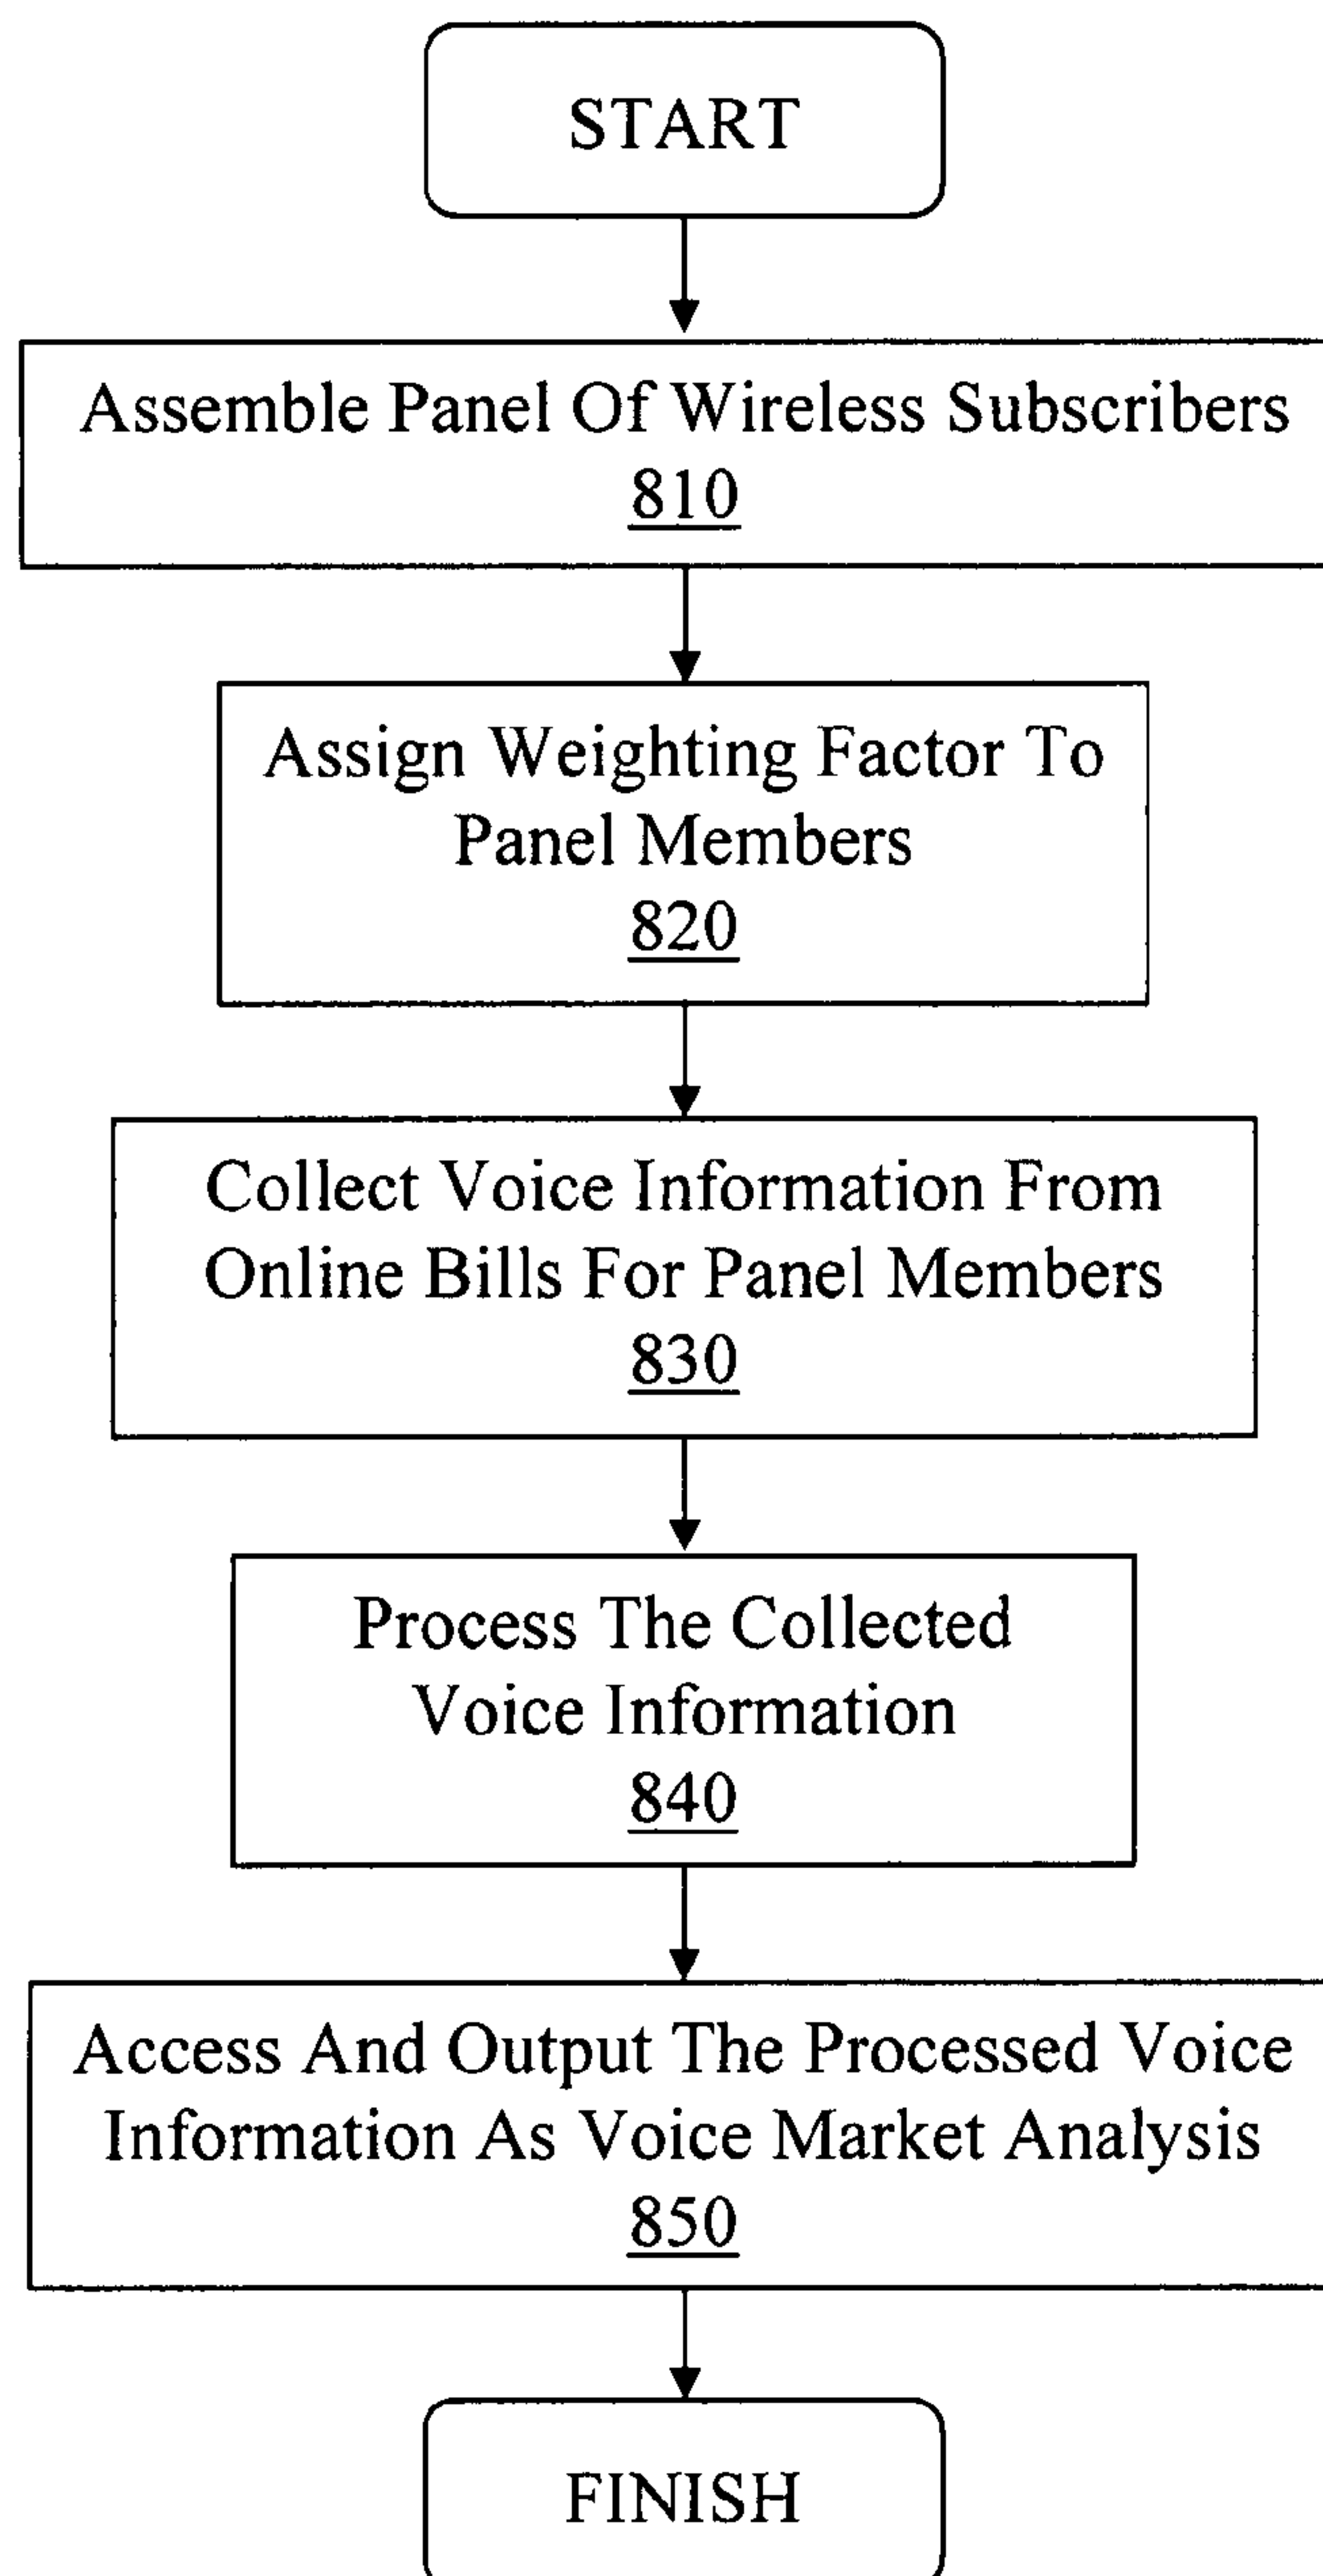 START
Assemble Panel Of Wireless Subscribers
810
Assign Weighting Factor To
Panel Members
820
Collect Voice Information From
Online Bills For Panel Members
830
Process The Collected
Voice Information
840
Access And Output The Processed Voice
Information As Voice Market Analysis
850
FINISH